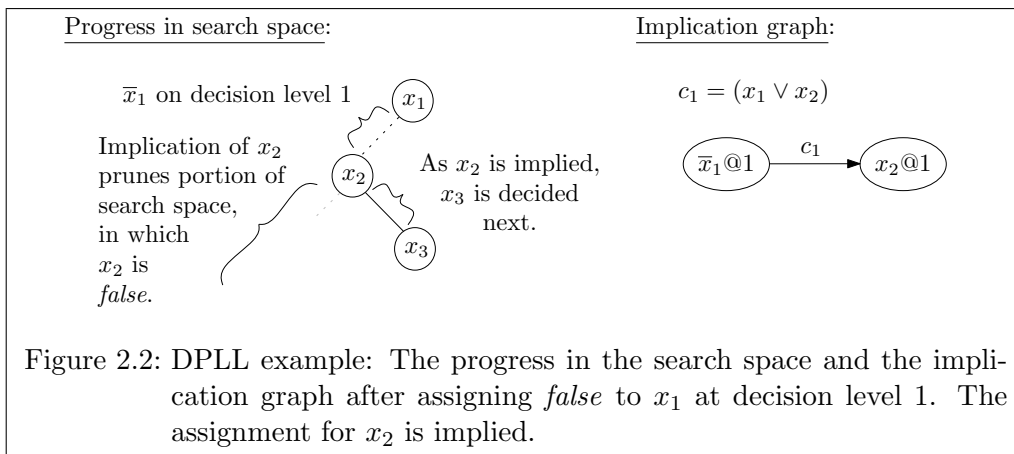 Progress in search space:
x̅₁ on decision level 1
x₁
Implication of x₂
prunes portion of
search space,
in which
x₂ is
false.
x₂
As x₂ is implied,
x₃ is decided
next.
x₃
Implication graph:
c₁ = (x₁ ∨ x₂)
x̅₁@1
c₁
x₂@1
Figure 2.2: DPLL example: The progress in the search space and the impli-
cation graph after assigning false to x₁ at decision level 1. The
assignment for x₂ is implied.